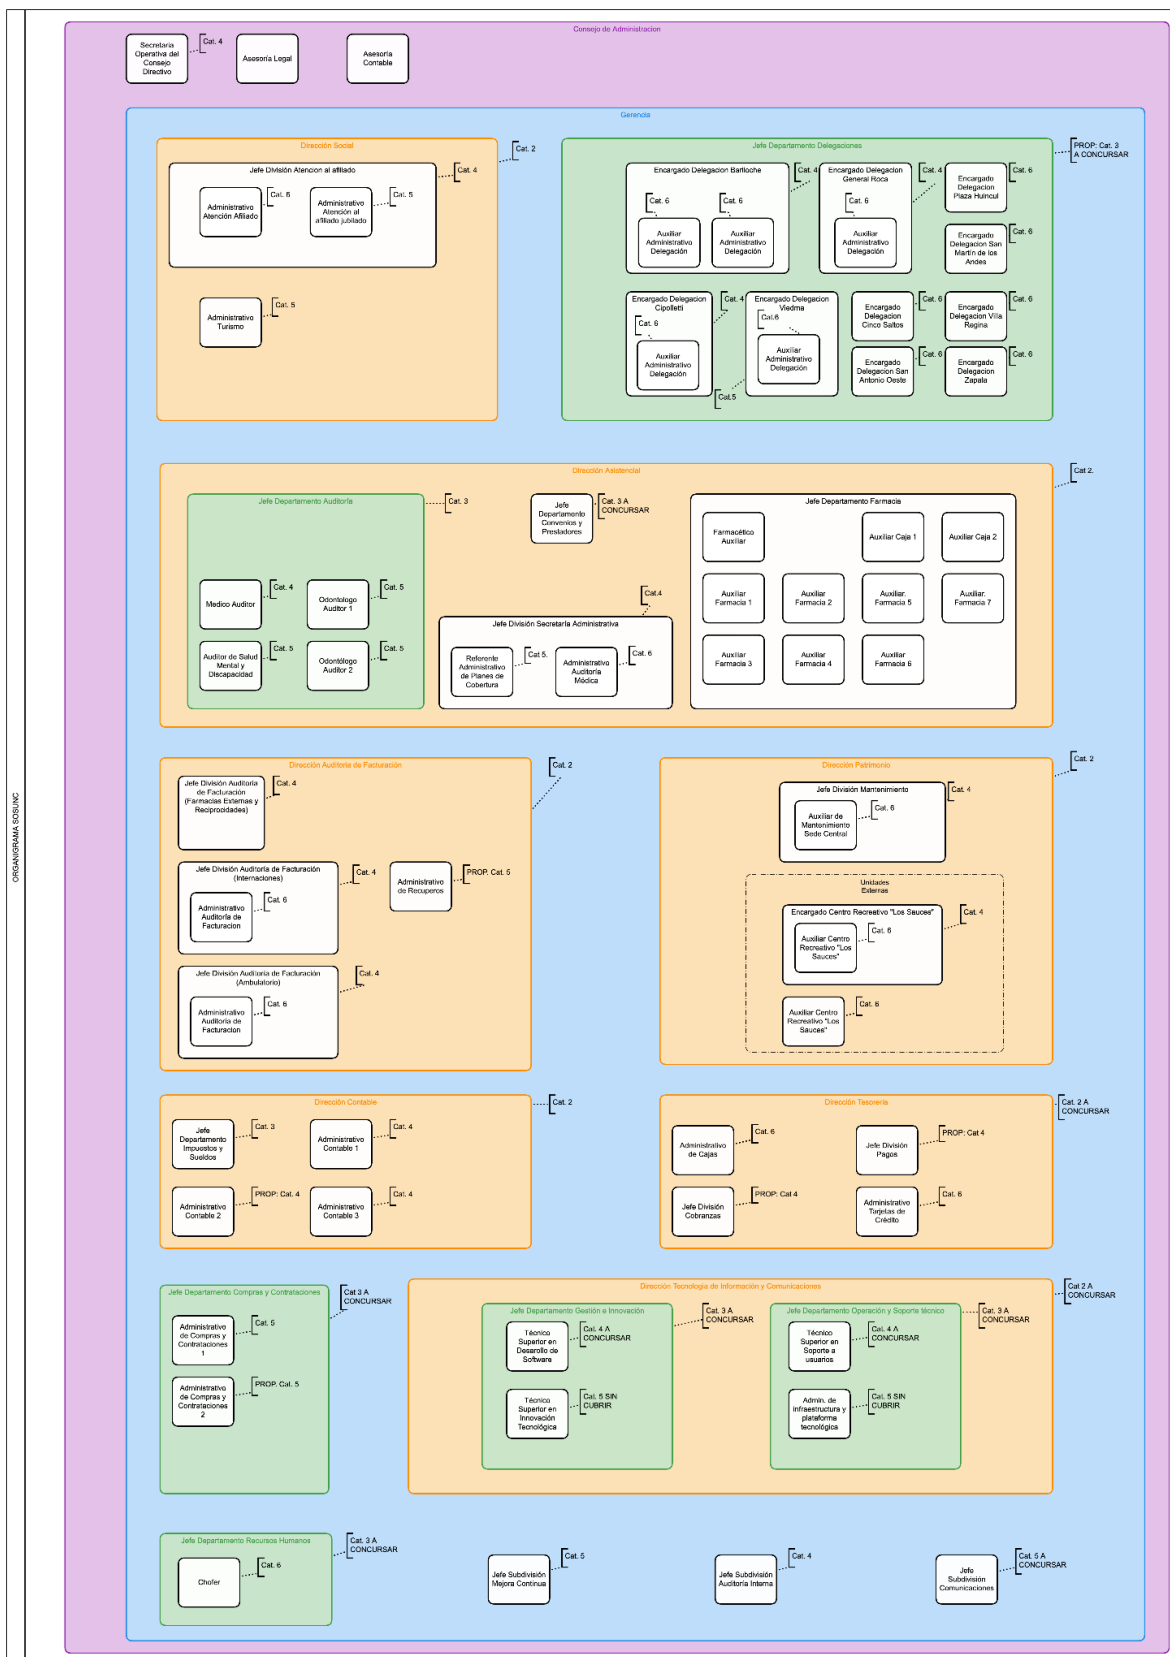 ORGANIGRAMA SOSUNC
Consejo de Administracion
Secretaria
Operativa del
Consejo
Directivo
Cat. 4
Asesoría Legal
Asesoría
Contable
Gerencia
Dirección Social
Cat. 2
Jefe División Atencion al afiliado
Cat. 4
Administrativo
Atención Afiliado
Cat. 6
Administrativo
Atención al
afiliado jubilado
Cat. 5
Administrativo
Turismo
Cat. 5
Jefe Departamento Delegaciones
PROP: Cat. 3
A CONCURSAR
Encargado Delegacion Bariloche
Cat. 4
Cat. 6
Auxiliar
Administrativo
Delegación
Cat. 6
Auxiliar
Administrativo
Delegación
Encargado Delegacion
General Roca
Cat. 4
Cat. 6
Auxiliar
Administrativo
Delegación
Encargado
Delegacion
Plaza Huincul
Cat. 6
Encargado
Delegacion San
Martin de los
Andes
Cat. 6
Encargado Delegacion
Cipolletti
Cat. 4
Cat. 6
Auxiliar
Administrativo
Delegación
Encargado Delegacion
Viedma
Cat.5
Cat.6
Auxiliar
Administrativo
Delegación
Encargado
Delegacion
Cinco Saltos
Cat. 6
Encargado
Delegacion Villa
Regina
Cat. 6
Encargado
Delegacion San
Antonio Oeste
Cat. 6
Encargado
Delegacion
Zapala
Cat. 6
Dirección Asistencial
Cat 2.
Jefe Departamento Auditoría
Cat. 3
Medico Auditor
Cat. 4
Odontologo
Auditor 1
Cat. 5
Auditor de Salud
Mental y
Discapacidad
Cat. 5
Odontólogo
Auditor 2
Cat. 5
Jefe
Departamento
Convenios y
Prestadores
Cat. 3 A
CONCURSAR
Jefe División Secretaría Administrativa
Cat.4
Referente
Administrativo
de Planes de
Cobertura
Cat 5.
Administrativo
Auditoría
Médica
Cat. 6
Jefe Departamento Farmacia
Farmacético
Auxiliar
Auxiliar Caja 1
Auxiliar Caja 2
Auxiliar
Farmacia 1
Auxiliar
Farmacia 2
Auxiliar.
Farmacia 5
Auxiliar.
Farmacia 7
Auxiliar
Farmacia 3
Auxiliar
Farmacia 4
Auxiliar
Farmacia 6
Dirección Auditoria de Facturación
Cat. 2
Jefe División Auditoria
de Facturación
(Farmacias Externas y
Reciprocidades)
Cat. 4
Jefe División Auditoría de Facturación
(Internaciones)
Cat. 4
Administrativo
Auditoría de
Facturacion
Cat. 6
Administrativo
de Recuperos
PROP. Cat. 5
Jefe División Auditoria de Facturación
(Ambulatorio)
Cat. 4
Administrativo
Auditoría de
Facturacion
Cat. 6
Dirección Patrimonio
Cat. 2
Jefe División Mantenimiento
Cat. 4
Auxiliar de
Mantenimiento
Sede Central
Cat. 6
Unidades
Externas
Encargado Centro Recreativo "Los Sauces"
Cat. 4
Auxiliar Centro
Recreativo "Los
Sauces"
Cat. 6
Auxiliar Centro
Recreativo "Los
Sauces"
Cat. 6
Dirección Contable
Cat. 2
Jefe
Departamento
Impuestos y
Sueldos
Cat. 3
Administrativo
Contable 1
Cat. 4
Administrativo
Contable 2
PROP: Cat. 4
Administrativo
Contable 3
Cat. 4
Dirección Tesoreria
Cat. 2 A
CONCURSAR
Administrativo
de Cajas
Cat. 6
Jefe División
Pagos
PROP: Cat 4
Jefe División
Cobranzas
PROP: Cat 4
Administrativo
Tarjetas de
Crédito
Cat. 6
Jefe Departamento Compras y Contrataciones
Cat 3 A
CONCURSAR
Administrativo
de Compras y
Contrataciones
1
Cat. 5
Administrativo
de Compras y
Contrataciones
2
PROP. Cat. 5
Dirección Tecnología de Información y Comunicaciones
Cat 2 A
CONCURSAR
Jefe Departamento Gestión e Innovación
Cat. 3 A
CONCURSAR
Técnico
Superior en
Desarollo de
Software
Cat. 4 A
CONCURSAR
Técnico
Superior en
Innovación
Tecnológica
Cat. 5 SIN
CUBRIR
Jefe Departamento Operación y Soporte técnico
Cat. 3 A
CONCURSAR
Técnico
Superior en
Soporte a
usuarios
Cat. 4 A
CONCURSAR
Admin. de
infraestructura y
plataforma
tecnológica
Cat. 5 SIN
CUBRIR
Jefe Departamento Recursos Humanos
Cat. 3 A
CONCURSAR
Chofer
Cat. 6
Jefe Subdivisión
Mejora Continua
Cat. 5
Jefe Subdivisión
Auditoría Interna
Cat. 4
Jefe
Subdivisión
Comunicaciones
Cat. 5 A
CONCURSAR